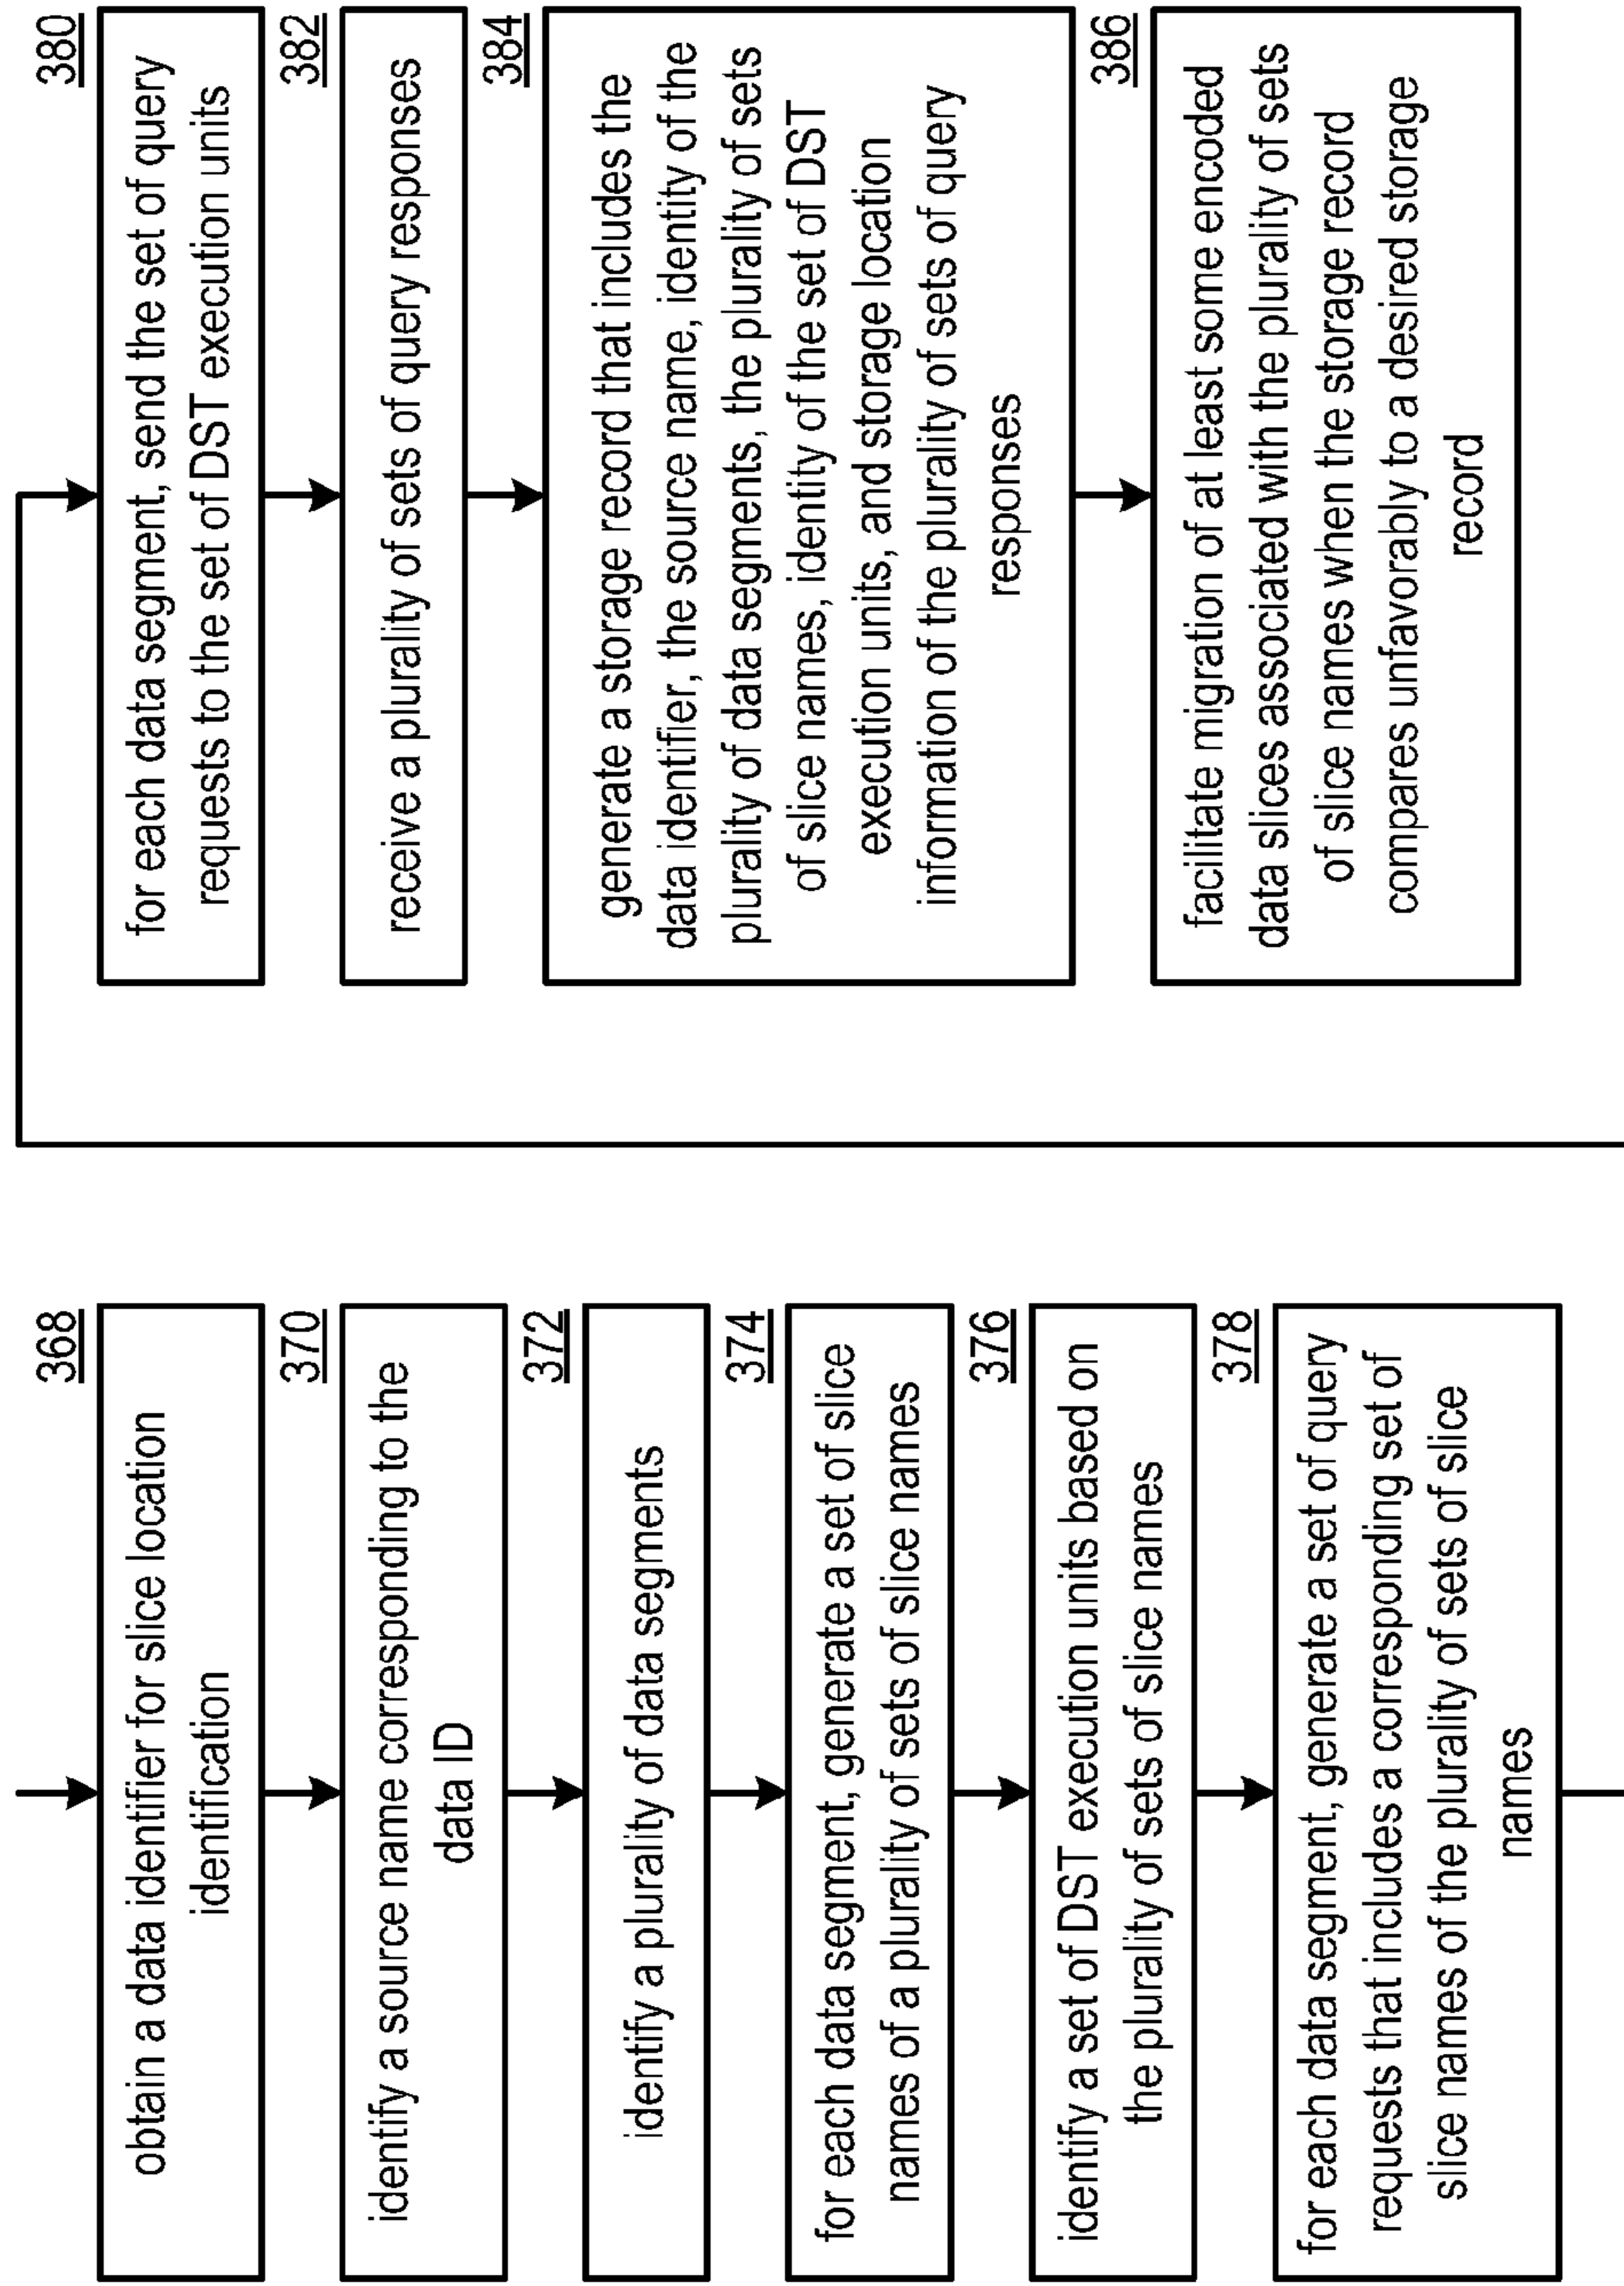 368
obtain a data identifier for slice location
identification
370
identify a source name corresponding to the
data ID
372
identify a plurality of data segments
374
for each data segment, generate a set of slice
names of a plurality of sets of slice names
376
identify a set of DST execution units based on
the plurality of sets of slice names
378
for each data segment, generate a set of query
requests that includes a corresponding set of
slice names of the plurality of sets of slice
names
380
for each data segment, send the set of query
requests to the set of DST execution units
382
receive a plurality of sets of query responses
384
generate a storage record that includes the
data identifier, the source name, identity of the
plurality of data segments, the plurality of sets
of slice names, identity of the set of DST
execution units, and storage location
information of the plurality of sets of query
responses
386
facilitate migration of at least some encoded
data slices associated with the plurality of sets
of slice names when the storage record
compares unfavorably to a desired storage
record